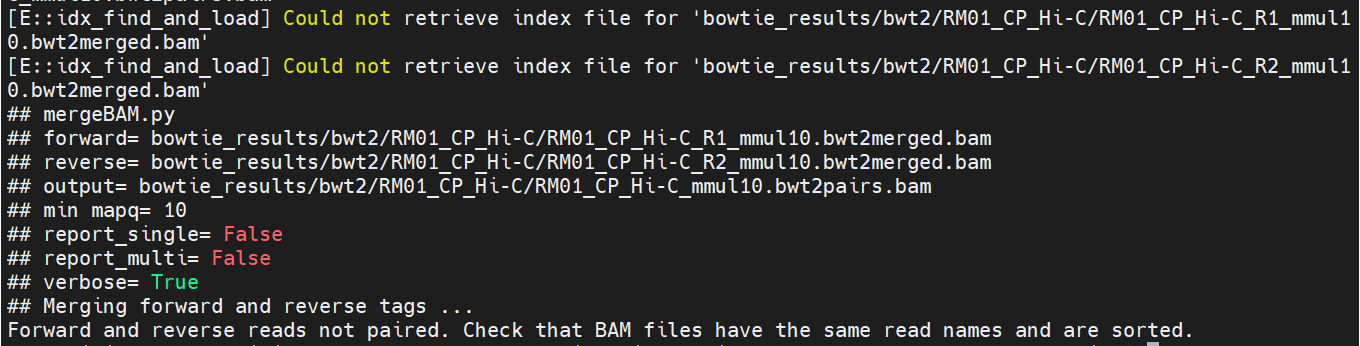 [E::idx_find_and_load] Could not retrieve index file for 'bowtie_results/bwt2/RM01_CP_Hi-C/RM01_CP_Hi-C_R1_mmul1
0.bwt2merged.bam'
[E::idx_find_and_load] Could not retrieve index file for 'bowtie_results/bwt2/RM01_CP_Hi-C/RM01_CP_Hi-C_R2_mmul1
0.bwt2merged.bam'
## mergeBAM.py
## forward= bowtie_results/bwt2/RM01_CP_Hi-C/RM01_CP_Hi-C_R1_mmul10.bwt2merged.bam
## reverse= bowtie_results/bwt2/RM01_CP_Hi-C/RM01_CP_Hi-C_R2_mmul10.bwt2merged.bam
## output= bowtie_results/bwt2/RM01_CP_Hi-C/RM01_CP_Hi-C_mmul10.bwt2pairs.bam
## min mapq= 10
## report_single= False
## report_multi= False
## verbose= True
## Merging forward and reverse tags ...
Forward and reverse reads not paired. Check that BAM files have the same read names and are sorted.